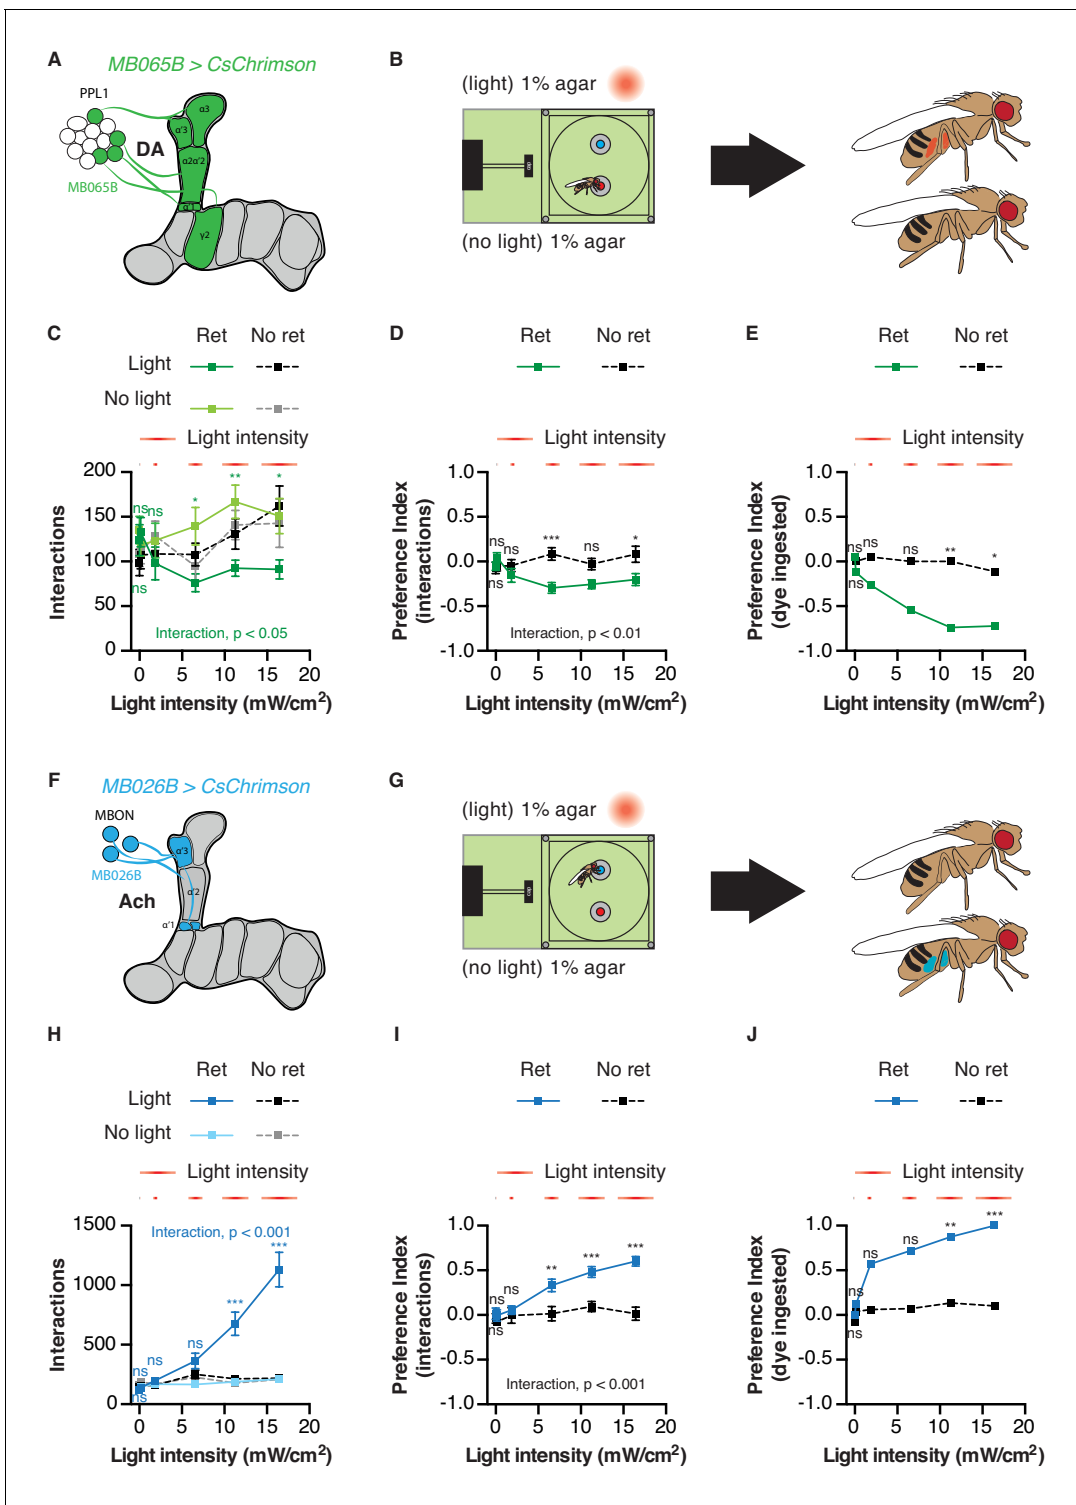 A
MB065B > CsChrimson
PPL1
α3
α'3
DA
α2α'2
MB065B
α1
γ2
B
(light) 1% agar
(no light) 1% agar
C
Ret No ret
Light
No light
Light intensity
200
150
100
50
0
Interactions
ns ns * ** *
ns
Interaction, p < 0.05
0 5 10 15 20
Light intensity (mW/cm²)
D
Ret No ret
Light intensity
1.0
0.5
0.0
-0.5
-1.0
Preference Index
(interactions)
ns ns *** ns *
ns
Interaction, p < 0.01
0 5 10 15 20
Light intensity (mW/cm²)
E
Ret No ret
Light intensity
1.0
0.5
0.0
-0.5
-1.0
Preference Index
(dye ingested)
ns ns ns ** *
ns
0 5 10 15 20
Light intensity (mW/cm²)
F
MB026B > CsChrimson
MBON
α'3
MB026B
α'2
Ach
α'1
G
(light) 1% agar
(no light) 1% agar
H
Ret No ret
Light
No light
Light intensity
1500
1000
500
0
Interactions
Interaction, p < 0.001
ns ns ns *** ***
ns
0 5 10 15 20
Light intensity (mW/cm²)
I
Ret No ret
Light intensity
1.0
0.5
0.0
-0.5
-1.0
Preference Index
(interactions)
ns ns ** *** ***
Interaction, p < 0.001
0 5 10 15 20
Light intensity (mW/cm²)
J
Ret No ret
Light intensity
1.0
0.5
0.0
-0.5
-1.0
Preference Index
(dye ingested)
ns ns ns ** ***
ns
0 5 10 15 20
Light intensity (mW/cm²)